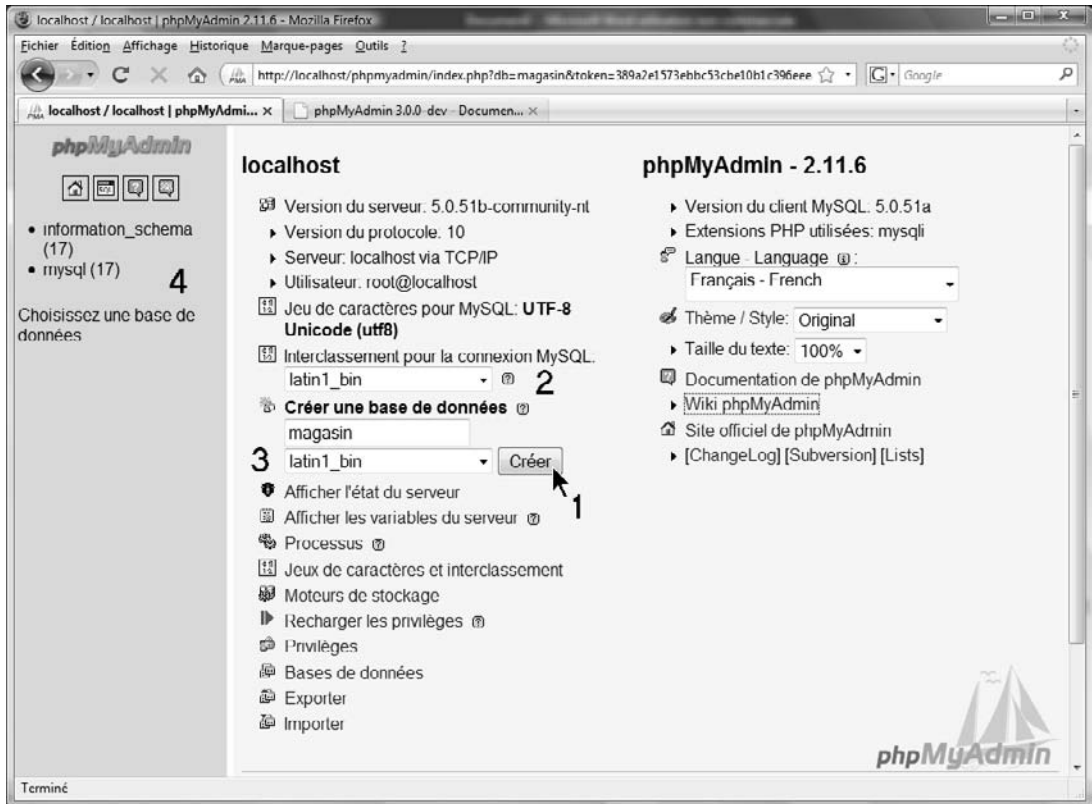 localhost / localhost | phpMyAdmin 2.11.6 - Mozilla Firefox
Fichier Édition Affichage Historique Marque-pages Outils ?
http://localhost/phpmyadmin/index.php?db=magasin&token=389a2e1573ebbc53cbe10b1c396eee
Google
localhost / localhost | phpMyAdmi... ×
phpMyAdmin 3.0.0-dev - Documen... ×
phpMyAdmin
information_schema
(17)
mysql (17)
4
Choisissez une base de
données
localhost
Version du serveur: 5.0.51b-community-nt
Version du protocole: 10
Serveur: localhost via TCP/IP
Utilisateur: root@localhost
Jeu de caractères pour MySQL: UTF-8
Unicode (utf8)
Interclassement pour la connexion MySQL:
latin1_bin
2
Créer une base de données
magasin
3 latin1_bin Créer
1
Afficher l'état du serveur
Afficher les variables du serveur
Processus
Jeux de caractères et interclassement
Moteurs de stockage
Recharger les privilèges
Privilèges
Bases de données
Exporter
Importer
phpMyAdmin - 2.11.6
Version du client MySQL: 5.0.51a
Extensions PHP utilisées: mysqli
Langue - Language :
Français - French
Thème / Style: Original
Taille du texte: 100%
Documentation de phpMyAdmin
Wiki phpMyAdmin
Site officiel de phpMyAdmin
[ChangeLog] [Subversion] [Lists]
phpMyAdmin
Terminé